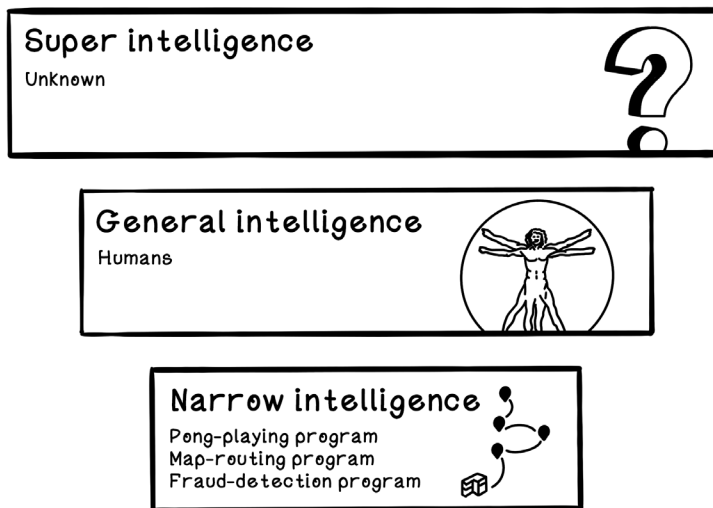 Super intelligence
Unknown
General intelligence
Humans
Narrow intelligence
Pong-playing program
Map-routing program
Fraud-detection program